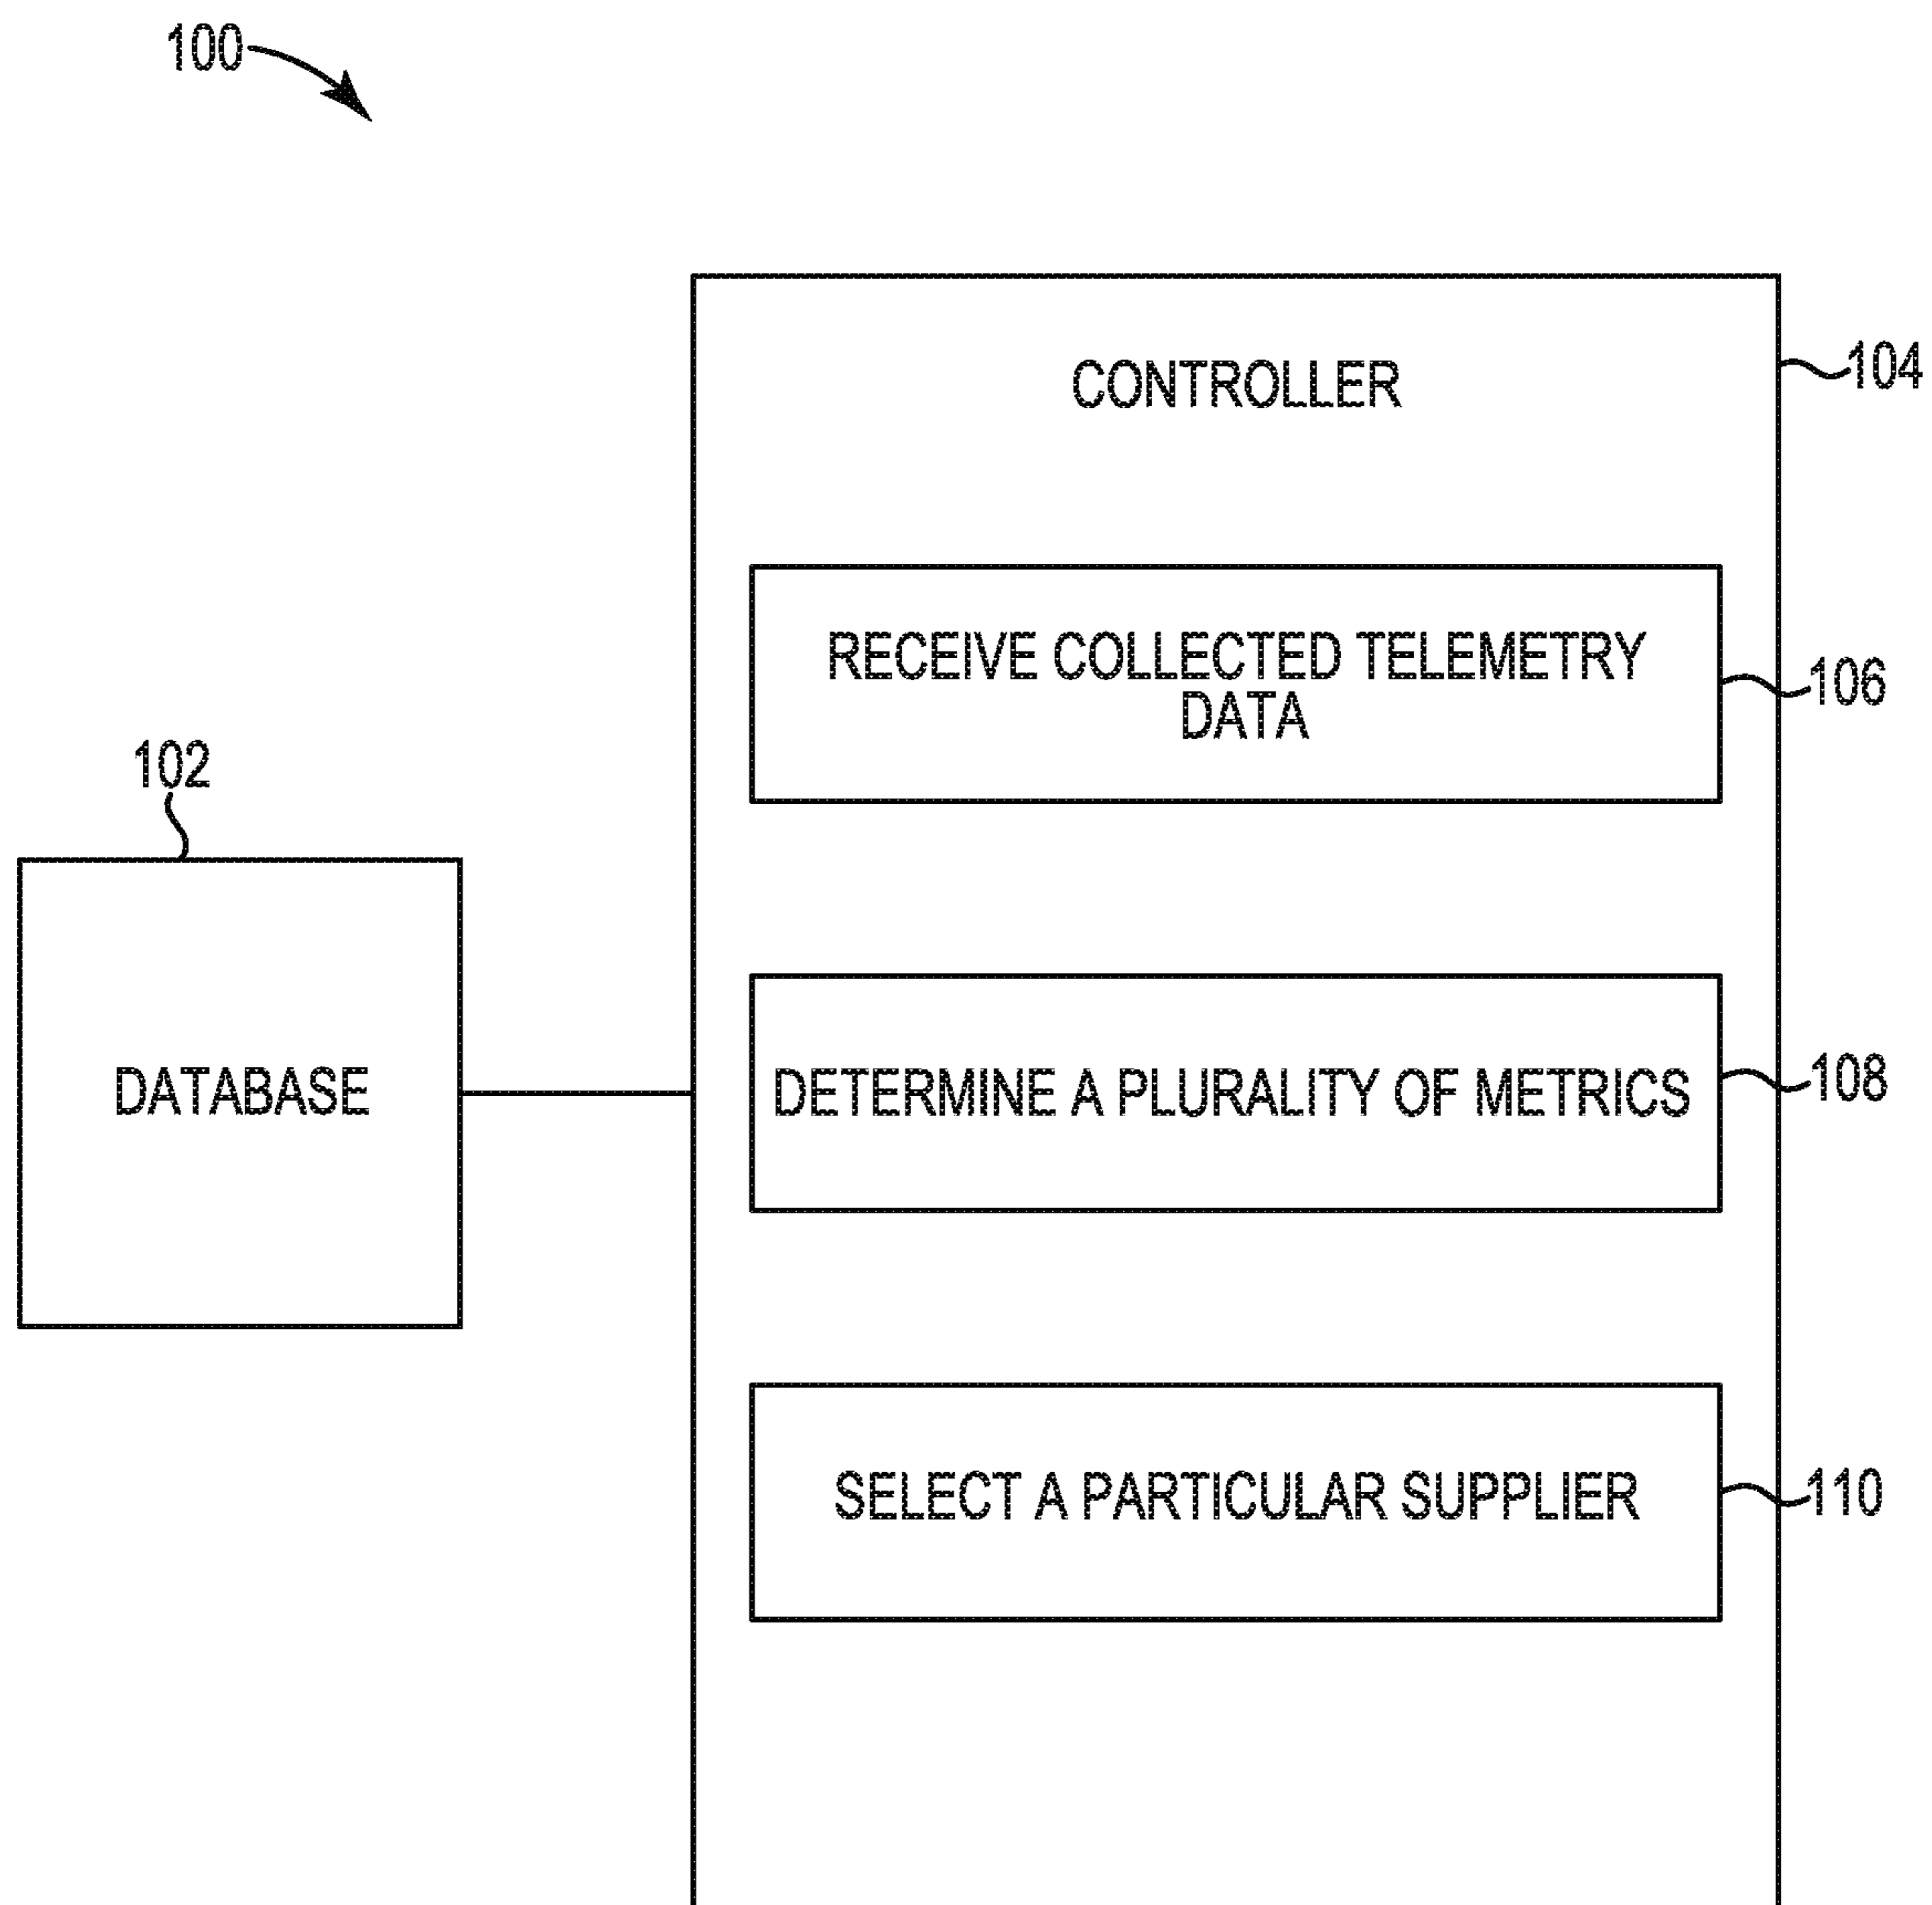 100
CONTROLLER
104
RECEIVE COLLECTED TELEMETRY
DATA
106
102
DATABASE
DETERMINE A PLURALITY OF METRICS
108
SELECT A PARTICULAR SUPPLIER
110